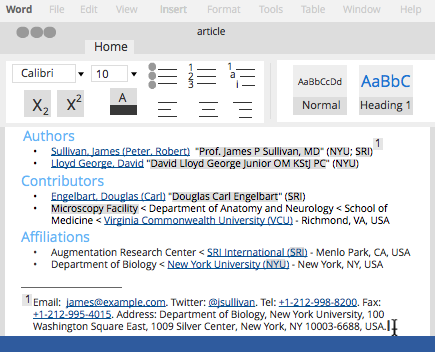 Word File Edit View Insert Format Tools Table Window Help
article
Home
Calibri 10 1 2 3 1 a i AaBbCcDd AaBbC
X2 X2 A Normal Heading 1
Authors
• Sullivan, James (Peter, Robert) "Prof. James P Sullivan, MD" (NYU; SRI) 1
• Lloyd George, David "David Lloyd George Junior OM KStJ PC" (NYU)
Contributors
• Engelbart, Douglas (Carl) "Douglas Carl Engelbart" (SRI)
• Microscopy Facility < Department of Anatomy and Neurology < School of
Medicine < Virginia Commonwealth University (VCU) - Richmond, VA, USA
Affiliations
• Augmentation Research Center < SRI International (SRI) - Menlo Park, CA, USA
• Department of Biology < New York University (NYU) - New York, NY, USA
1 Email: james@example.com. Twitter: @jsullivan. Tel: +1-212-998-8200. Fax:
+1-212-995-4015. Address: Department of Biology, New York University, 100
Washington Square East, 1009 Silver Center, New York, NY 10003-6688, USA.